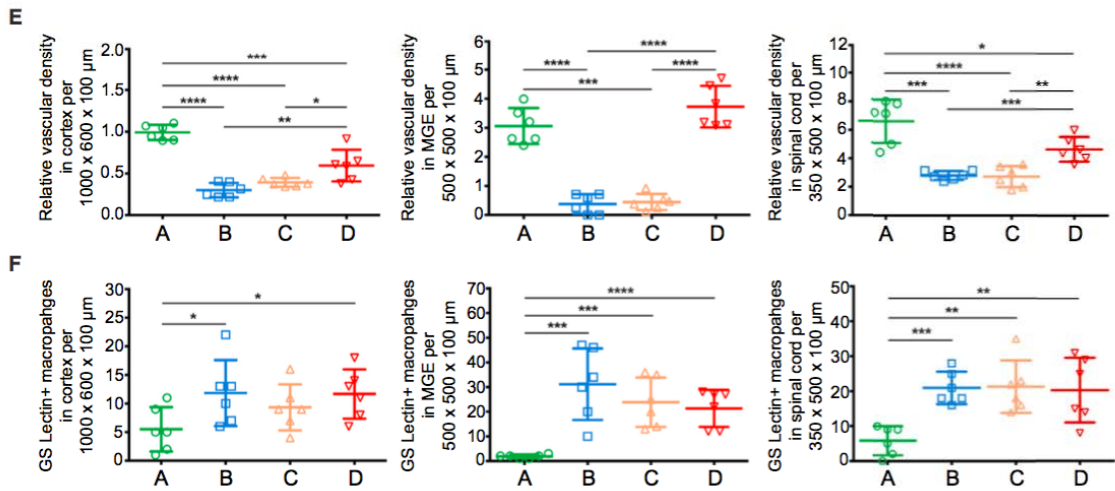 E
Relative vascular density
in cortex per
1000 x 600 x 100 µm
2.0
1.5
1.0
0.5
0.0
***
****
****
*
**
A B C D
Relative vascular density
in MGE per
500 x 500 x 100 µm
6
4
3
2
1
0
****
****
****
***
A B C D
Relative vascular density
in spinal cord per
350 x 500 x 100 µm
12
10
8
6
4
2
0
*
****
***
**
***
A B C D
F
GS Lectin+ macropahges
in cortex per
1000 x 600 x 100 µm
30
25
20
15
10
5
0
*
*
A B C D
GS Lectin+ macropahges
in MGE per
500 x 500 x 100 µm
70
60
50
40
30
20
10
0
****
***
***
A B C D
GS Lectin+ macropahges
in spinal cord per
350 x 500 x 100 µm
50
40
30
20
10
0
**
**
***
A B C D